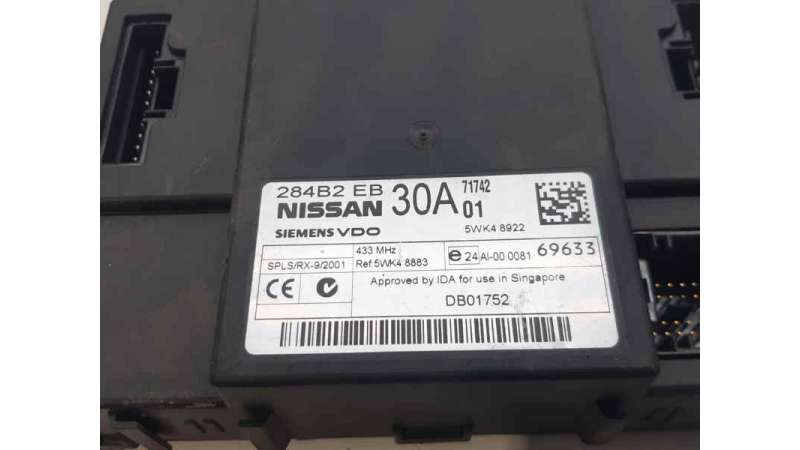 284B2 EB 30A 71742
NISSAN 01
SIEMENS VDO 5WK4 8922
433 MHz
SPLS/RX-9/2001 Ref:5WK4 8883 e 24 AI-00 0081 69633
CE Approved by IDA for use in Singapore
DB01752